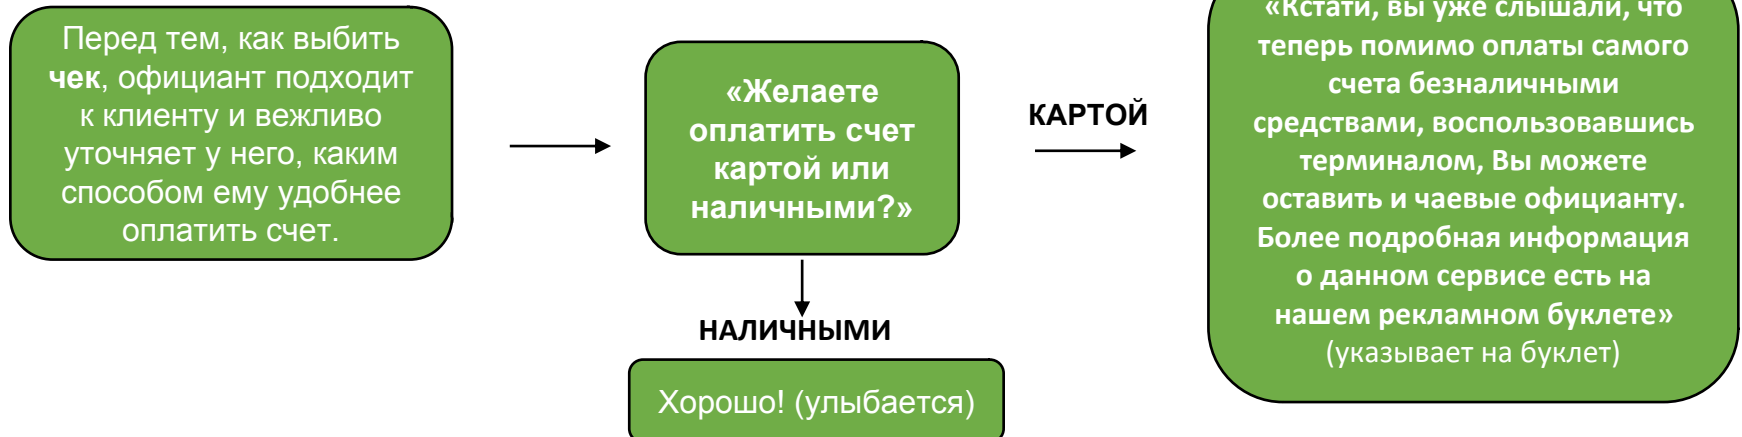 Перед тем, как выбить
чек, официант подходит
к клиенту и вежливо
уточняет у него, каким
способом ему удобнее
оплатить счет.
«Желаете
оплатить счет
картой или
наличными?»
НАЛИЧНЫМИ
Хорошо! (улыбается)
КАРТОЙ
«Кстати, вы уже слышали, что
теперь помимо оплаты самого
счета безналичными
средствами, воспользовавшись
терминалом, Вы можете
оставить и чаевые официанту.
Более подробная информация
о данном сервисе есть на
нашем рекламном буклете»
(указывает на буклет)